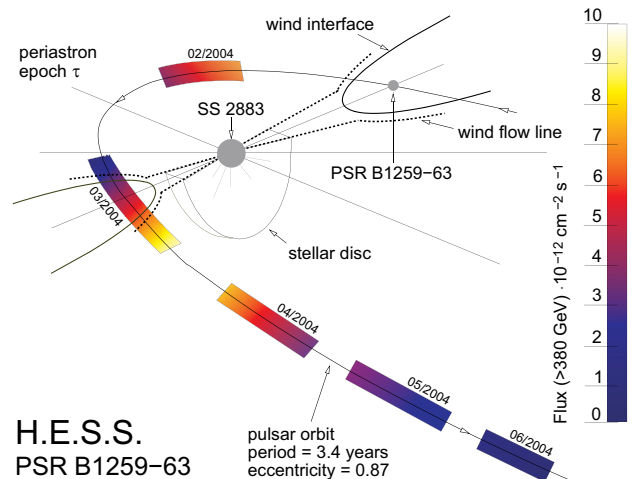 wind interface
periastron
epoch τ
02/2004
SS 2883
wind flow line
PSR B1259−63
03/2004
stellar disc
04/2004
05/2004
06/2004
pulsar orbit
period = 3.4 years
eccentricity = 0.87
H.E.S.S.
PSR B1259−63
10
9
8
7
6
5
4
3
2
1
0
Flux (>380 GeV) ⋅10⁻¹² cm⁻² s⁻¹